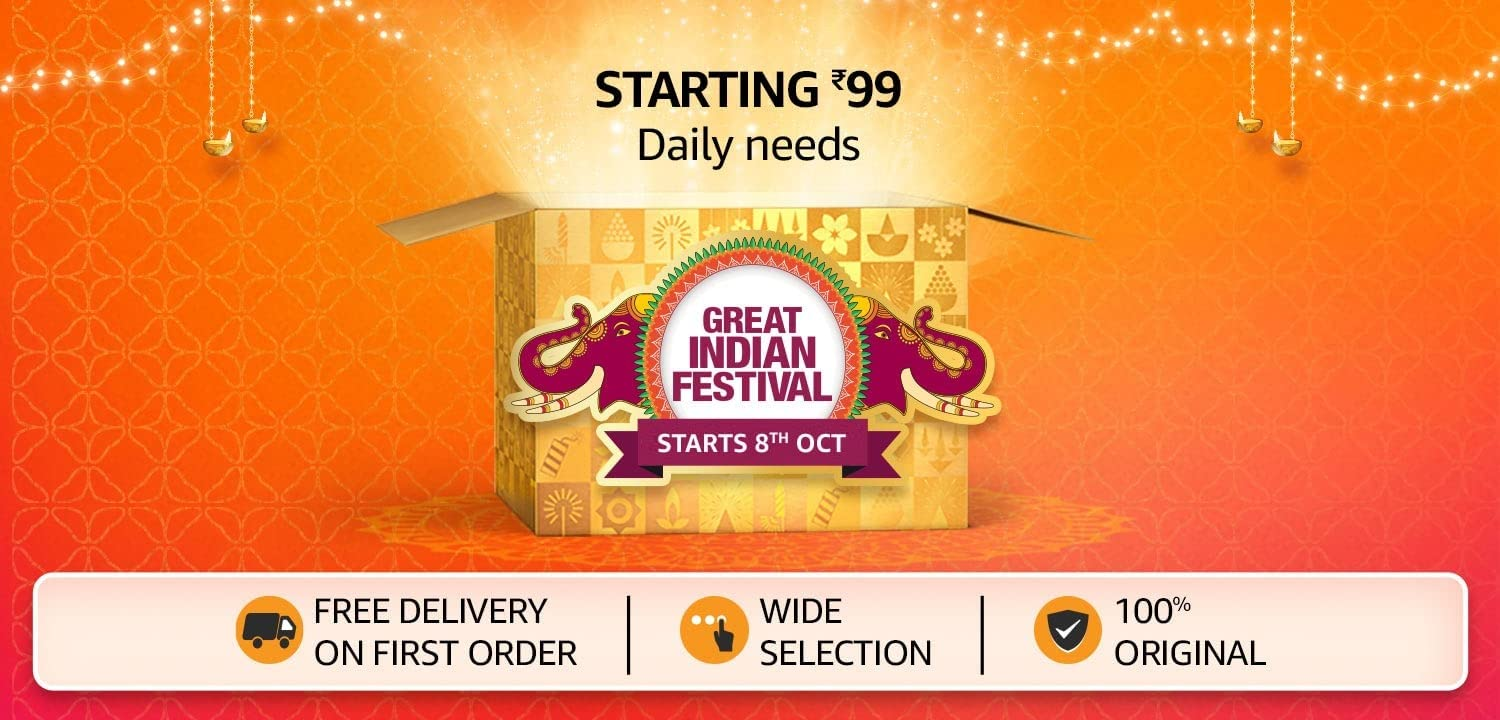 STARTING ₹99
Daily needs
GREAT
INDIAN
FESTIVAL
STARTS 8TH OCT
FREE DELIVERY
ON FIRST ORDER
WIDE
SELECTION
100%
ORIGINAL